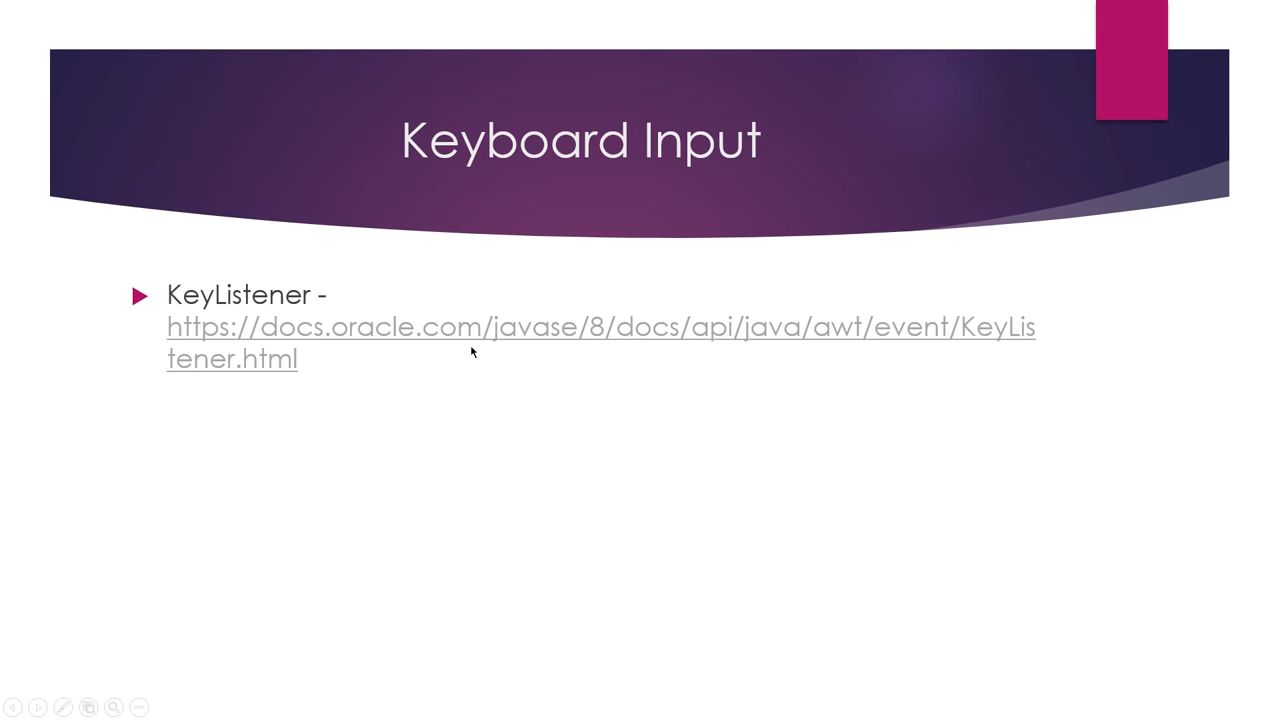 Keyboard Input
KeyListener -
https://docs.oracle.com/javase/8/docs/api/java/awt/event/KeyLis
tener.html